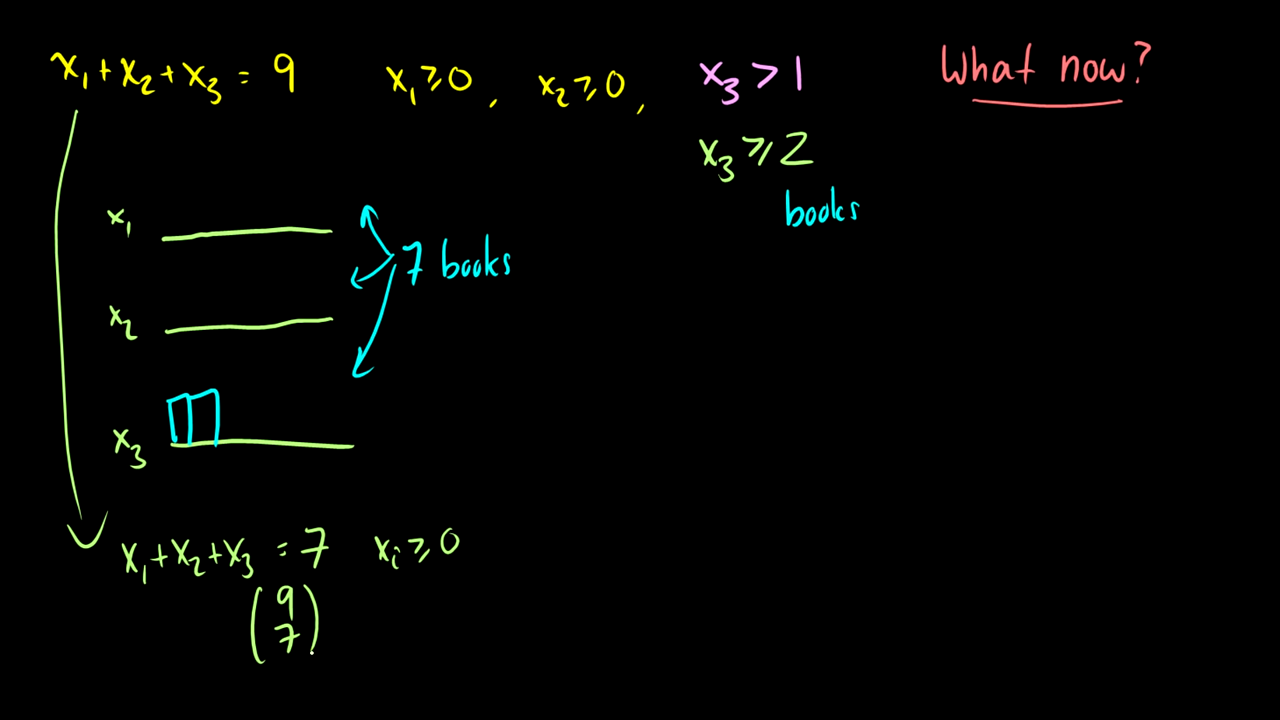 x₁+x₂+x₃ = 9 x₁⩾0, x₂⩾0, x₃>1 What now?
x₃⩾2
books
x₁
7 books
x₂
x₃
x₁+x₂+x₃ = 7 xᵢ⩾0
(9
7)